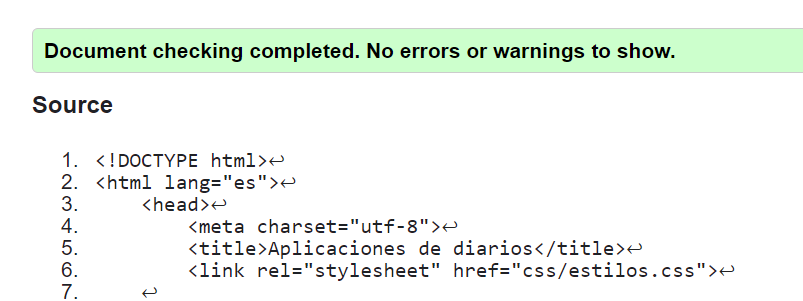 Document checking completed. No errors or warnings to show.
Source
1. <!DOCTYPE html>↩
2. <html lang="es">↩
3. <head>↩
4. <meta charset="utf-8">↩
5. <title>Aplicaciones de diarios</title>↩
6. <link rel="stylesheet" href="css/estilos.css">↩
7. ↩